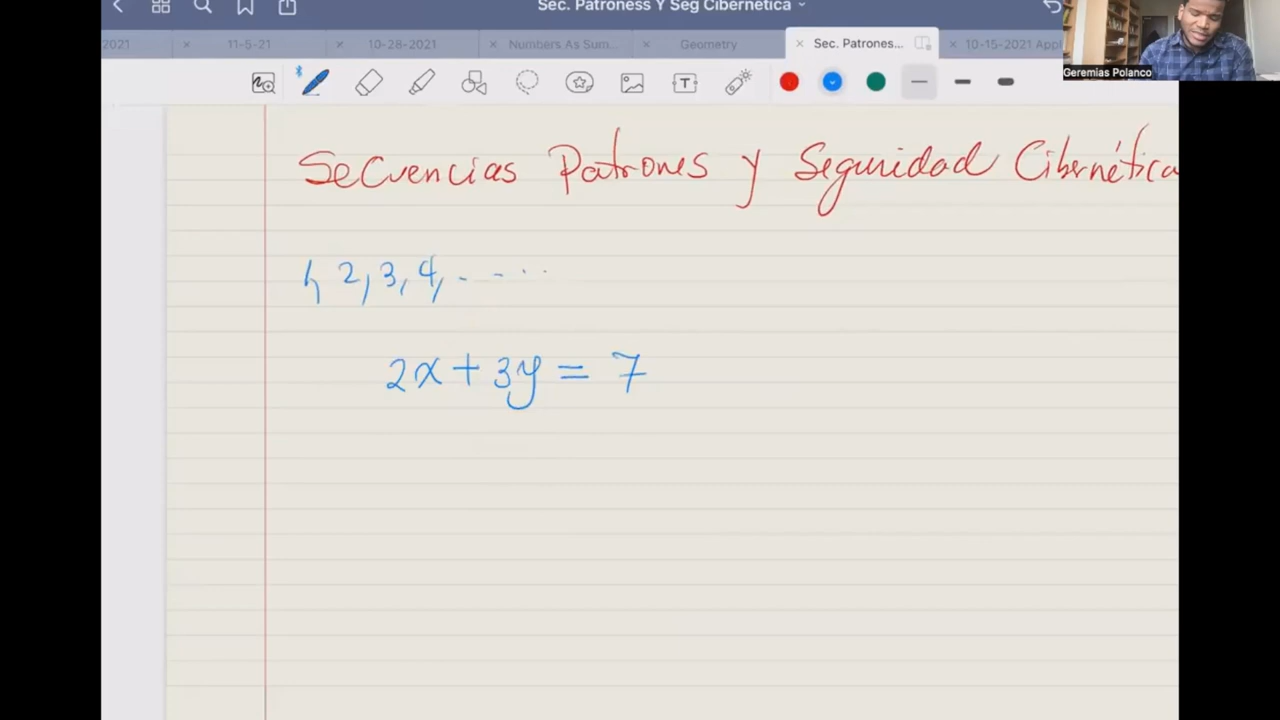 Sec. Patroness Y Seg Cibernetica
2021 11-5-21 10-28-2021 Numbers As Sum... Geometry Sec. Patrones... 10-15-2021 Appl
Geremias Polanco
Secuencias Patrones y Seguridad Cibernética
1, 2, 3, 4, . . . . .
2x + 3y = 7